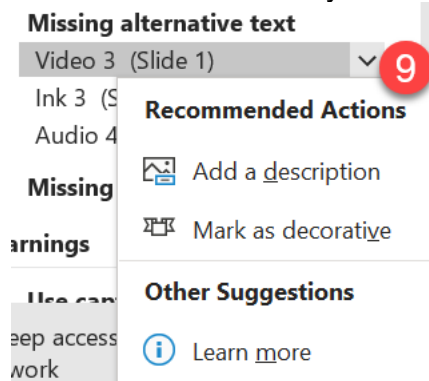 Missing alternative text
Video 3 (Slide 1)
9
Ink 3 (S
Recommended Actions
Audio 4
Add a description
Missing
Mark as decorative
arnings
Other Suggestions
Use cap
eep access
Learn more
work